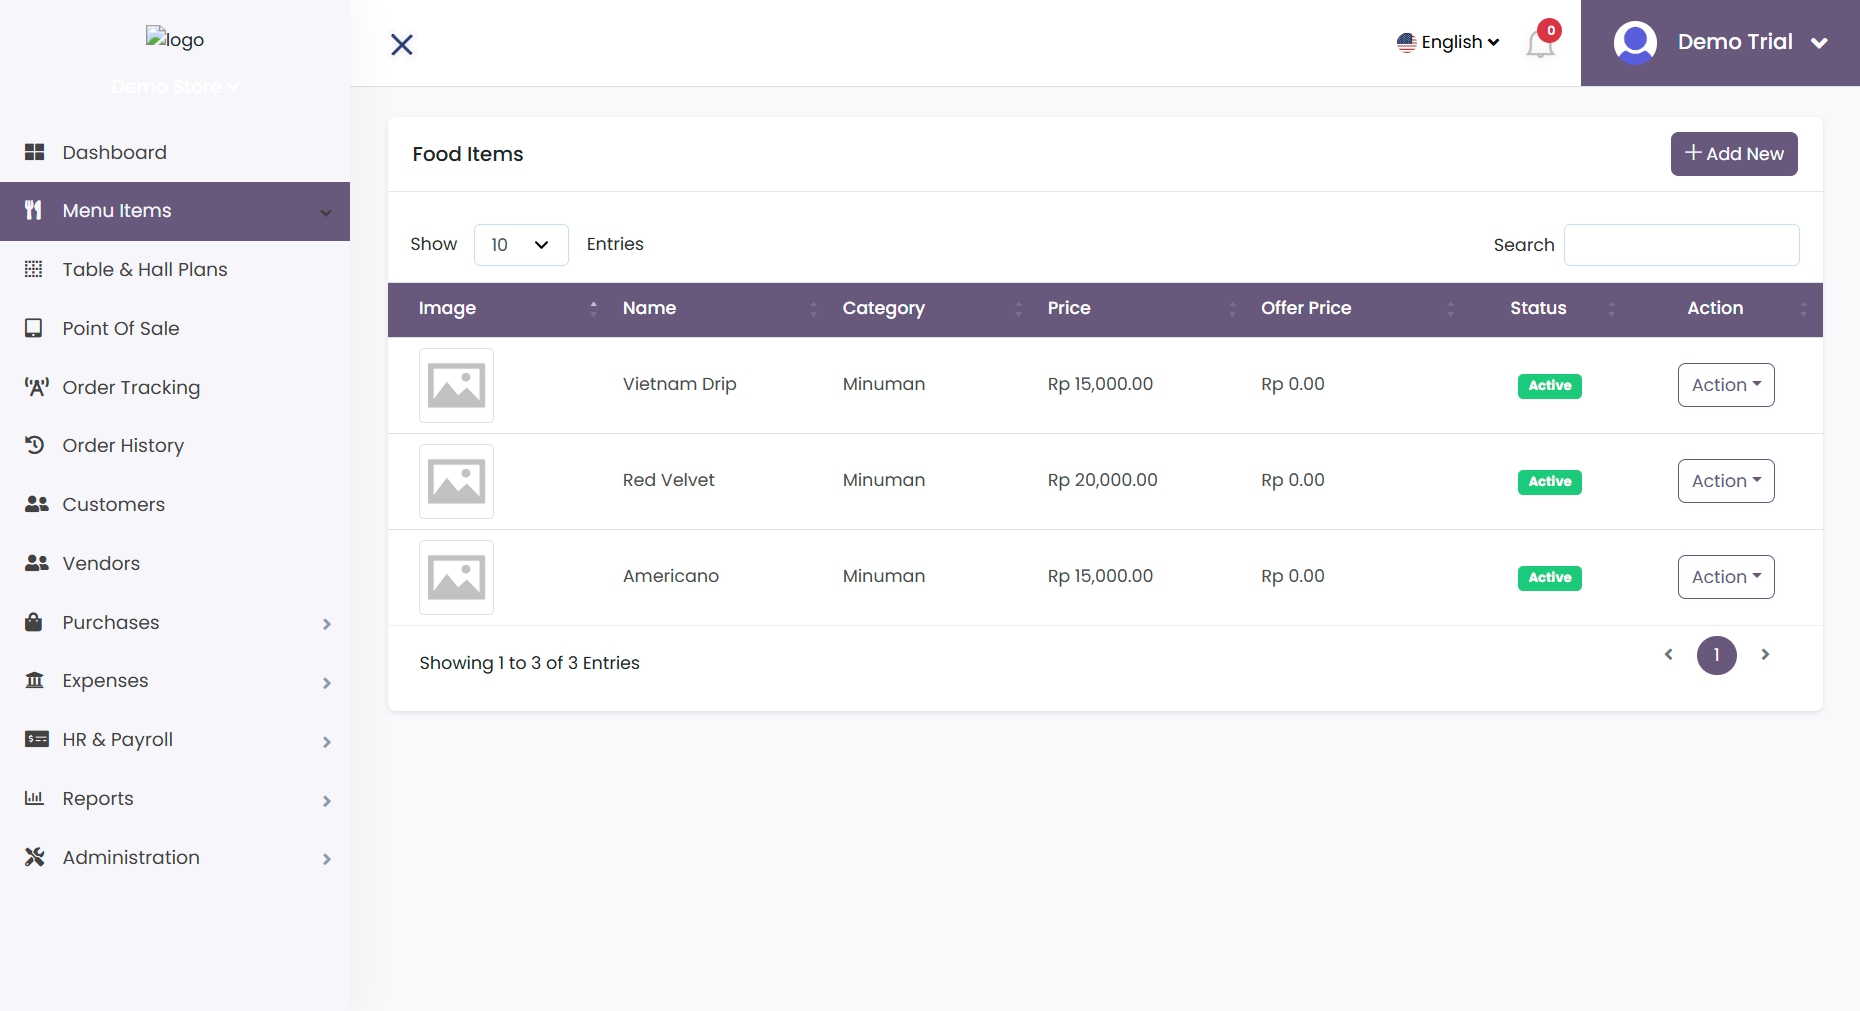 logo
Demo Store
Dashboard
Menu Items
Table & Hall Plans
Point Of Sale
Order Tracking
Order History
Customers
Vendors
Purchases
Expenses
HR & Payroll
Reports
Administration
English
0
Demo Trial
Food Items
Add New
Show 10 Entries
Search
Image Name Category Price Offer Price Status Action
Vietnam Drip Minuman Rp 15,000.00 Rp 0.00 Active Action
Red Velvet Minuman Rp 20,000.00 Rp 0.00 Active Action
Americano Minuman Rp 15,000.00 Rp 0.00 Active Action
Showing 1 to 3 of 3 Entries
1